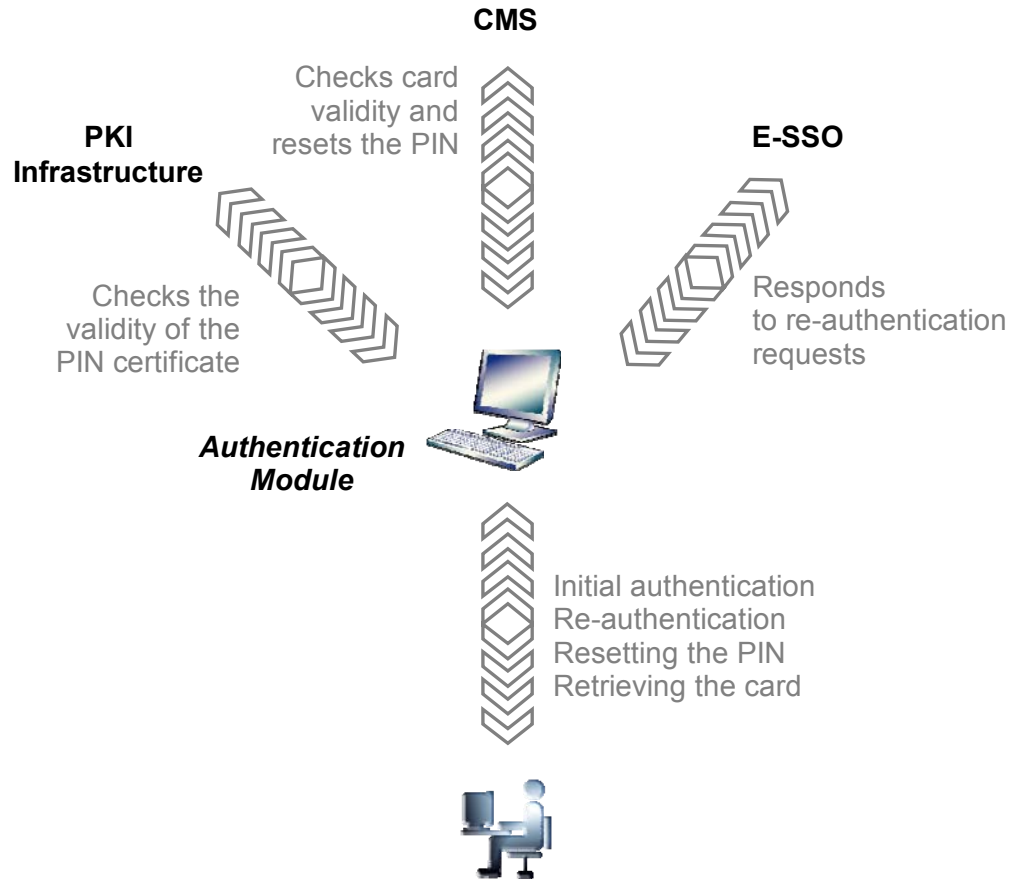 CMS
Checks card
validity and
resets the PIN
PKI
Infrastructure
E-SSO
Checks the
validity of the
PIN certificate
Responds
to re-authentication
requests
Authentication
Module
Initial authentication
Re-authentication
Resetting the PIN
Retrieving the card